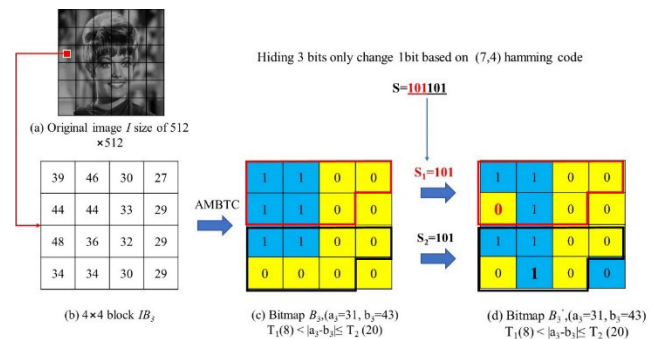 Hiding 3 bits only change 1bit based on (7,4) hamming code
S=101101
(a) Original image I size of 512
×512
39 46 30 27
44 44 33 29
48 36 32 29
34 34 30 29
(b) 4×4 block IB3
AMBTC
1 1 0 0
1 1 0 0
1 1 0 0
0 0 0 0
(c) Bitmap B3,(a3=31, b3=43)
T1(8) < |a3-b3|≤ T2 (20)
S1=101
S2=101
1 1 0 0
0 1 0 0
1 1 0 0
0 1 0 0
(d) Bitmap B3',(a3=31, b3=43)
T1(8) < |a3-b3|≤ T2 (20)